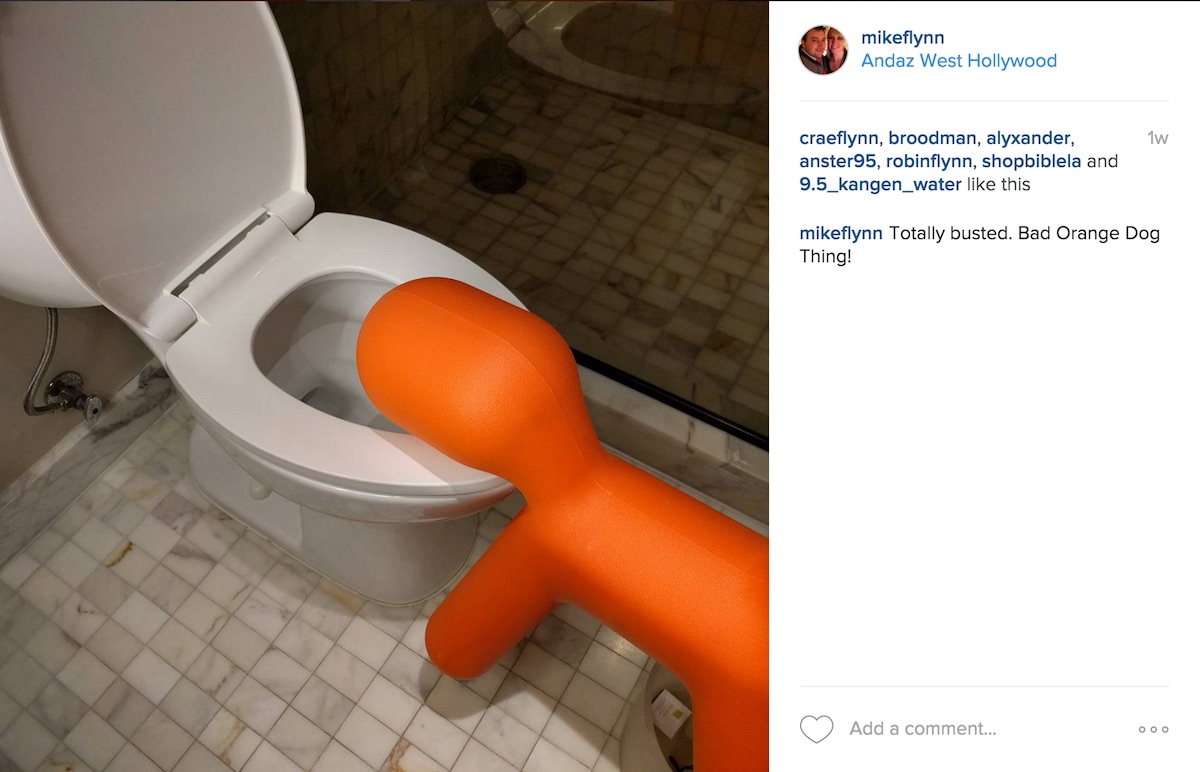 mikeflynn
Andaz West Hollywood
craeflynn, broodman, alyxander, 1w
anster95, robinflynn, shopbiblela and
9.5_kangen_water like this
mikeflynn Totally busted. Bad Orange Dog
Thing!
Add a comment...